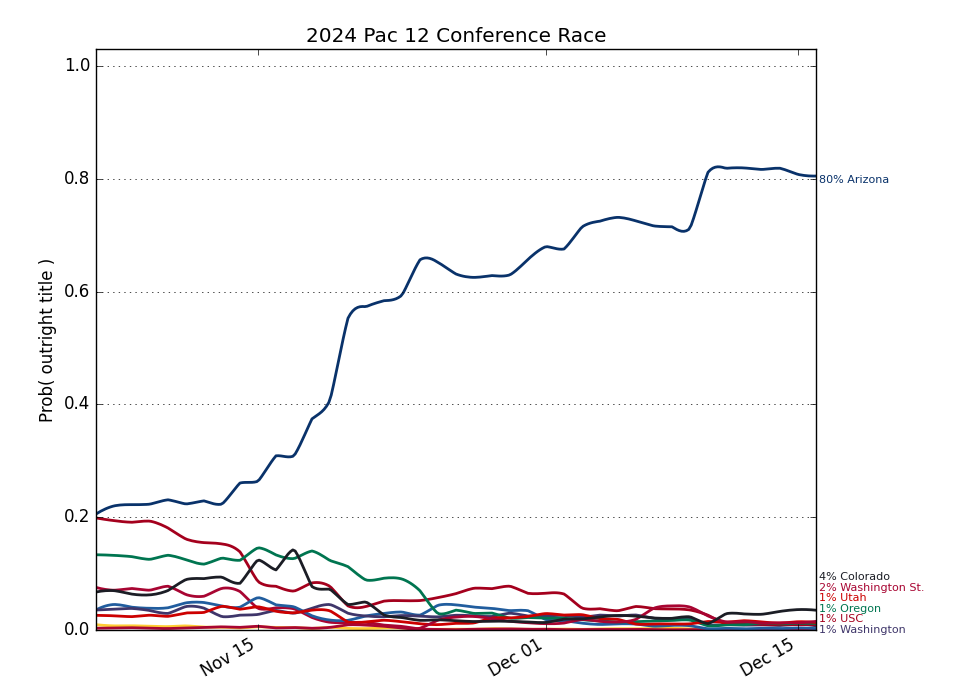 2024 Pac 12 Conference Race
Prob( outright title )
1.0
0.8
0.6
0.4
0.2
0.0
Nov 15
Dec 01
Dec 15
80% Arizona
4% Colorado
2% Washington St.
1% Utah
1% Oregon
1% USC
1% Washington